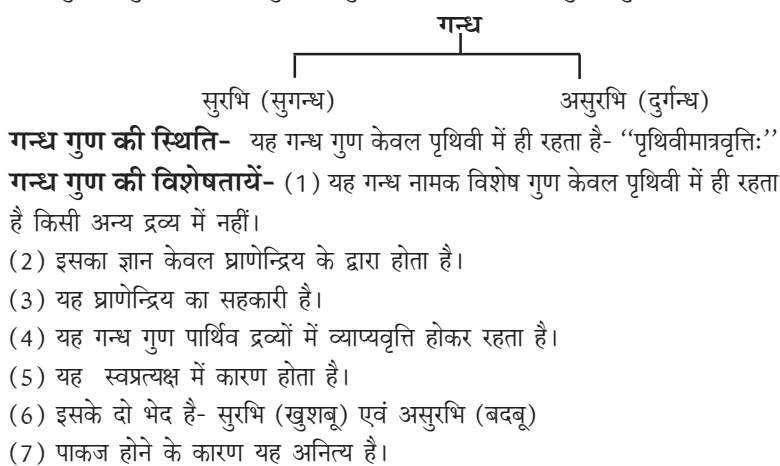 गन्ध
सुरभि (सुगन्ध) असुरभि (दुर्गन्ध)
गन्ध गुण की स्थिति- यह गन्ध गुण केवल पृथिवी में ही रहता है- ‘‘पृथिवीमात्रवृत्तिः’’
गन्ध गुण की विशेषतायें- (1) यह गन्ध नामक विशेष गुण केवल पृथिवी में ही रहता
है किसी अन्य द्रव्य में नहीं।
(2) इसका ज्ञान केवल घ्राणेन्द्रिय के द्वारा होता है।
(3) यह घ्राणेन्द्रिय का सहकारी है।
(4) यह गन्ध गुण पार्थिव द्रव्यों में व्याप्यवृत्ति होकर रहता है।
(5) यह स्वप्रत्यक्ष में कारण होता है।
(6) इसके दो भेद है- सुरभि (खुशबू) एवं असुरभि (बदबू)
(7) पाकज होने के कारण यह अनित्य है।